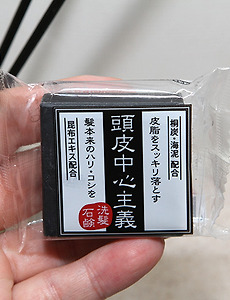 桐炭・海泥配合
皮脂をスッキリ落とす
頭皮中心主義
洗髪
石鹸
髪本来のハリ・コシを
昆布エキス配合